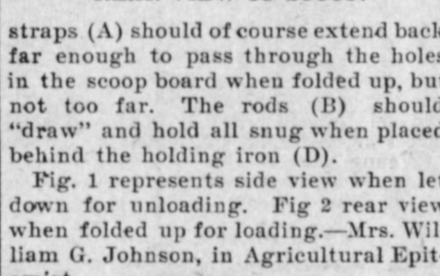 straps (A) should of course extend back
far enough to pass through the holes
in the scoop board when folded up, but
not too far. The rods (B) should
"draw" and hold all snug when placed
behind the holding iron (D).
Fig. 1 represents side view when let
down for unloading. Fig 2 rear view
when folded up for loading.—Mrs. Wil
liam G. Johnson, in Agricultural Epit